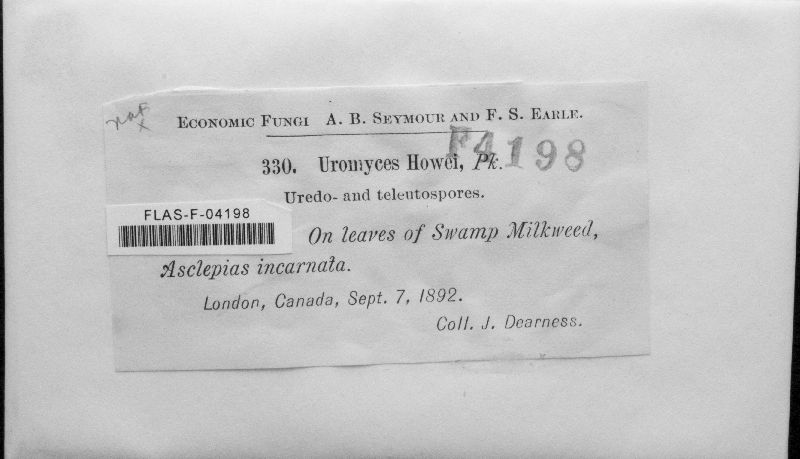 ECONOMIC FUNGI A. B. SEYMOUR AND F. S. EARLE.
F4198
330. Uromyces Howei, Pk.
Uredo- and teleutospores.
FLAS-F-04198
On leaves of Swamp Milkweed,
Asclepias incarnata.
London, Canada, Sept. 7, 1892.
Coll. J. Dearness.